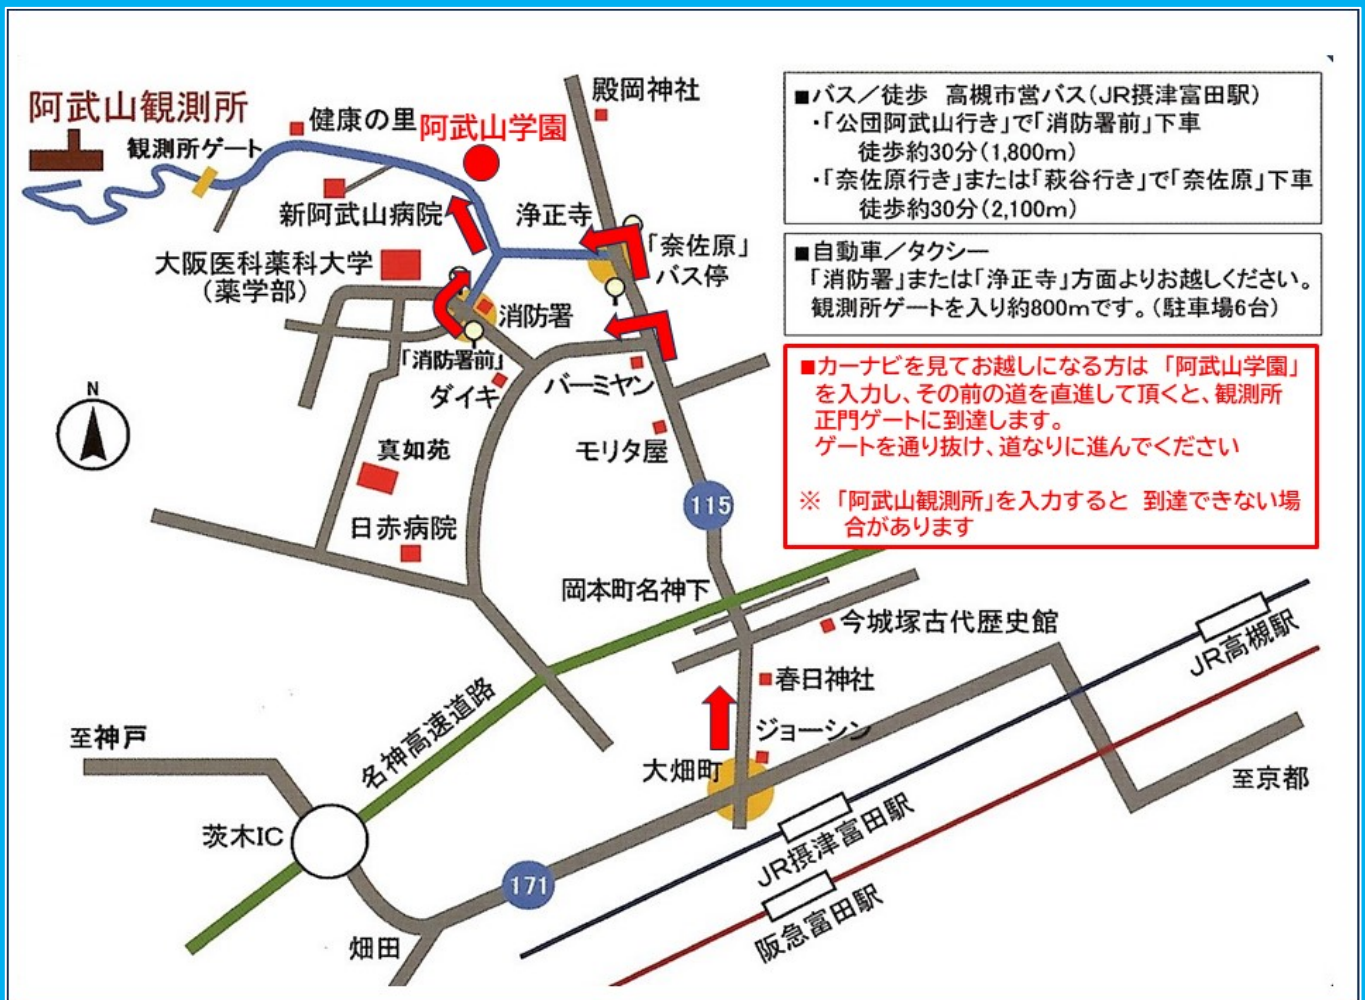 阿武山観測所
観測所ゲート
健康の里
阿武山学園
殿岡神社
新阿武山病院
浄正寺
「奈佐原」
バス停
大阪医科薬科大学
(薬学部)
消防署
「消防署前」
ダイキ
バーミヤン
N
モリタ屋
真如苑
日赤病院
115
岡本町名神下
今城塚古代歴史館
JR高槻駅
春日神社
ジョーシン
大畑町
名神高速道路
至神戸
至京都
茨木IC
JR摂津富田駅
171
阪急富田駅
畑田
■バス/徒歩 高槻市営バス(JR摂津富田駅)
・「公団阿武山行き」で「消防署前」下車
徒歩約30分(1,800m)
・「奈佐原行き」または「萩谷行き」で「奈佐原」下車
徒歩約30分(2,100m)
■自動車/タクシー
「消防署」または「浄正寺」方面よりお越しください。
観測所ゲートを入り約800mです。(駐車場6台)
■カーナビを見てお越しになる方は 「阿武山学園」
を入力し、その前の道を直進して頂くと、観測所
正門ゲートに到達します。
ゲートを通り抜け、道なりに進んでください
※ 「阿武山観測所」を入力すると 到達できない場
合があります